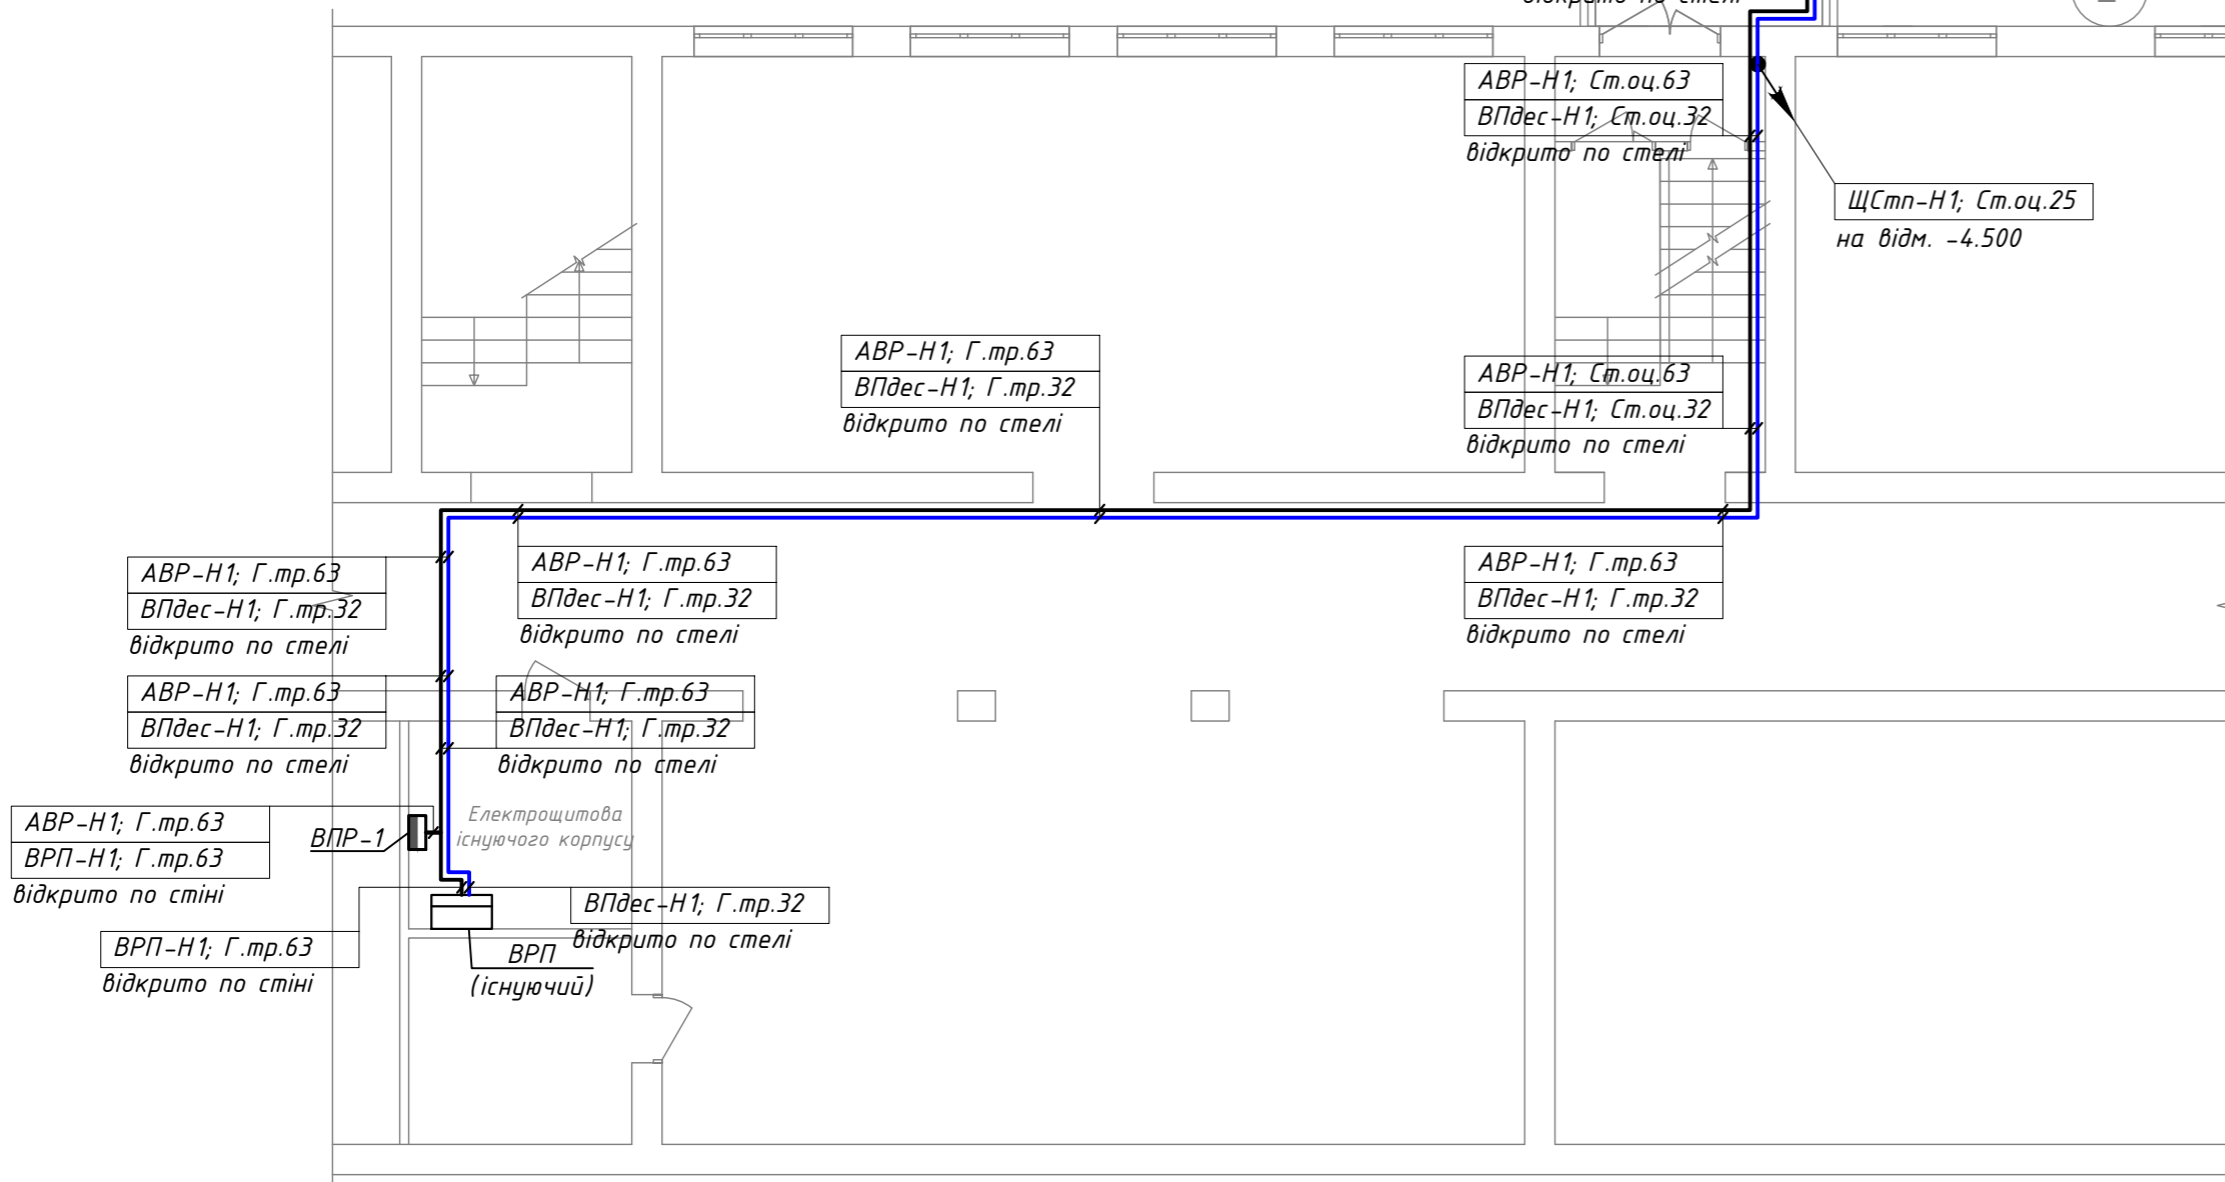 відкрито по стелі
АВР-Н1; Ст.оц.63
ВПдес-Н1; Ст.оц.32
відкрито по стелі
ЩСтп-Н1; Ст.оц.25
на відм. -4.500
АВР-Н1; Г.тр.63
ВПдес-Н1; Г.тр.32
відкрито по стелі
АВР-Н1; Ст.оц.63
ВПдес-Н1; Ст.оц.32
відкрито по стелі
АВР-Н1; Г.тр.63
ВПдес-Н1; Г.тр.32
відкрито по стелі
АВР-Н1; Г.тр.63
ВПдес-Н1; Г.тр.32
відкрито по стелі
АВР-Н1; Г.тр.63
ВПдес-Н1; Г.тр.32
відкрито по стелі
АВР-Н1; Г.тр.63
ВПдес-Н1; Г.тр.32
відкрито по стелі
АВР-Н1; Г.тр.63
ВПдес-Н1; Г.тр.32
відкрито по стелі
АВР-Н1; Г.тр.63
ВРП-Н1; Г.тр.63
відкрито по стіні
ВПР-1
Електрощитова
існуючого корпусу
ВПдес-Н1; Г.тр.32
відкрито по стелі
ВРП-Н1; Г.тр.63
відкрито по стіні
ВРП
(існуючий)